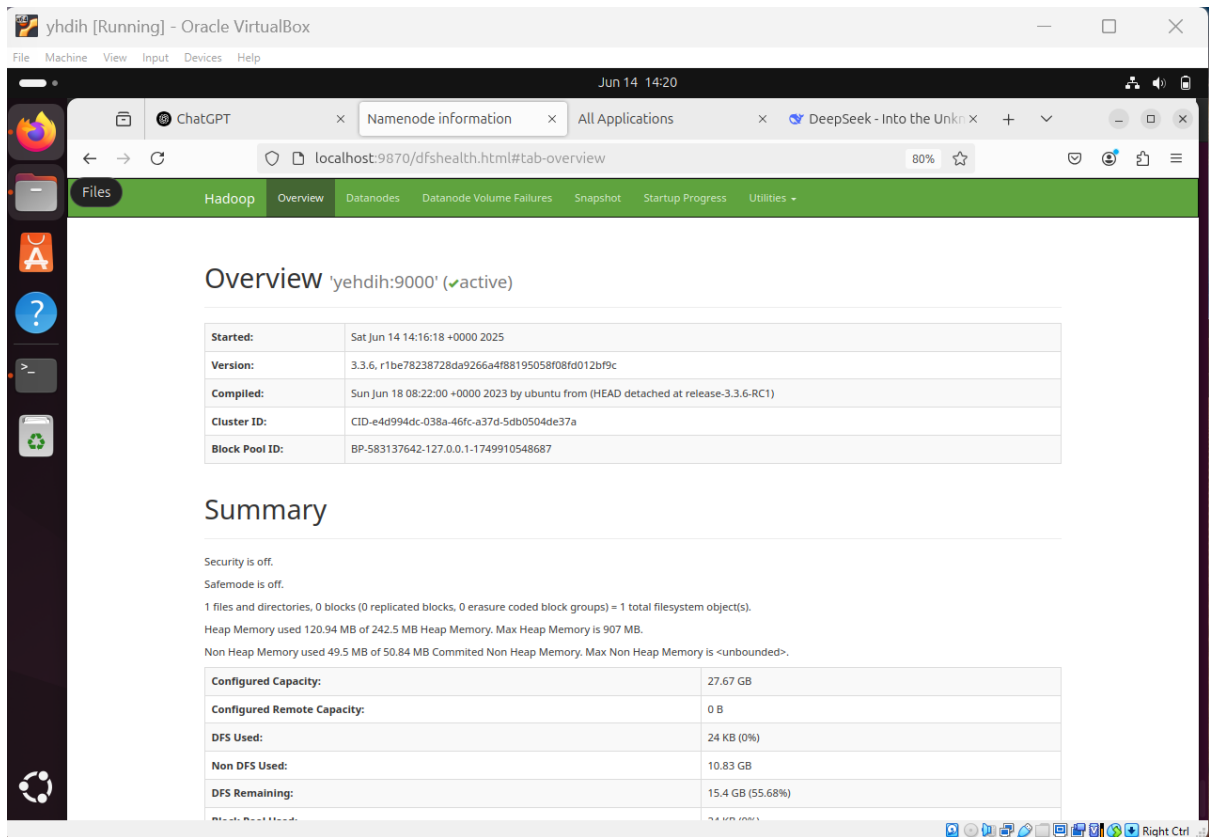 yhdih [Running] - Oracle VirtualBox
File Machine View Input Devices Help
Jun 14 14:20
ChatGPT
Namenode information
All Applications
DeepSeek - Into the Unkn
localhost:9870/dfshealth.html#tab-overview
80%
Files
Hadoop Overview Datanodes Datanode Volume Failures Snapshot Startup Progress Utilities
Overview 'yehdih:9000' (✔active)
Started: Sat Jun 14 14:16:18 +0000 2025
Version: 3.3.6, r1be78238728da9266a4f88195058f08fd012bf9c
Compiled: Sun Jun 18 08:22:00 +0000 2023 by ubuntu from (HEAD detached at release-3.3.6-RC1)
Cluster ID: CID-e4d994dc-038a-46fc-a37d-5db0504de37a
Block Pool ID: BP-583137642-127.0.0.1-1749910548687
Summary
Security is off.
Safemode is off.
1 files and directories, 0 blocks (0 replicated blocks, 0 erasure coded block groups) = 1 total filesystem object(s).
Heap Memory used 120.94 MB of 242.5 MB Heap Memory. Max Heap Memory is 907 MB.
Non Heap Memory used 49.5 MB of 50.84 MB Commited Non Heap Memory. Max Non Heap Memory is <unbounded>.
Configured Capacity: 27.67 GB
Configured Remote Capacity: 0 B
DFS Used: 24 KB (0%)
Non DFS Used: 10.83 GB
DFS Remaining: 15.4 GB (55.68%)
Block Pool Used: 24 KB (0%)
Right Ctrl